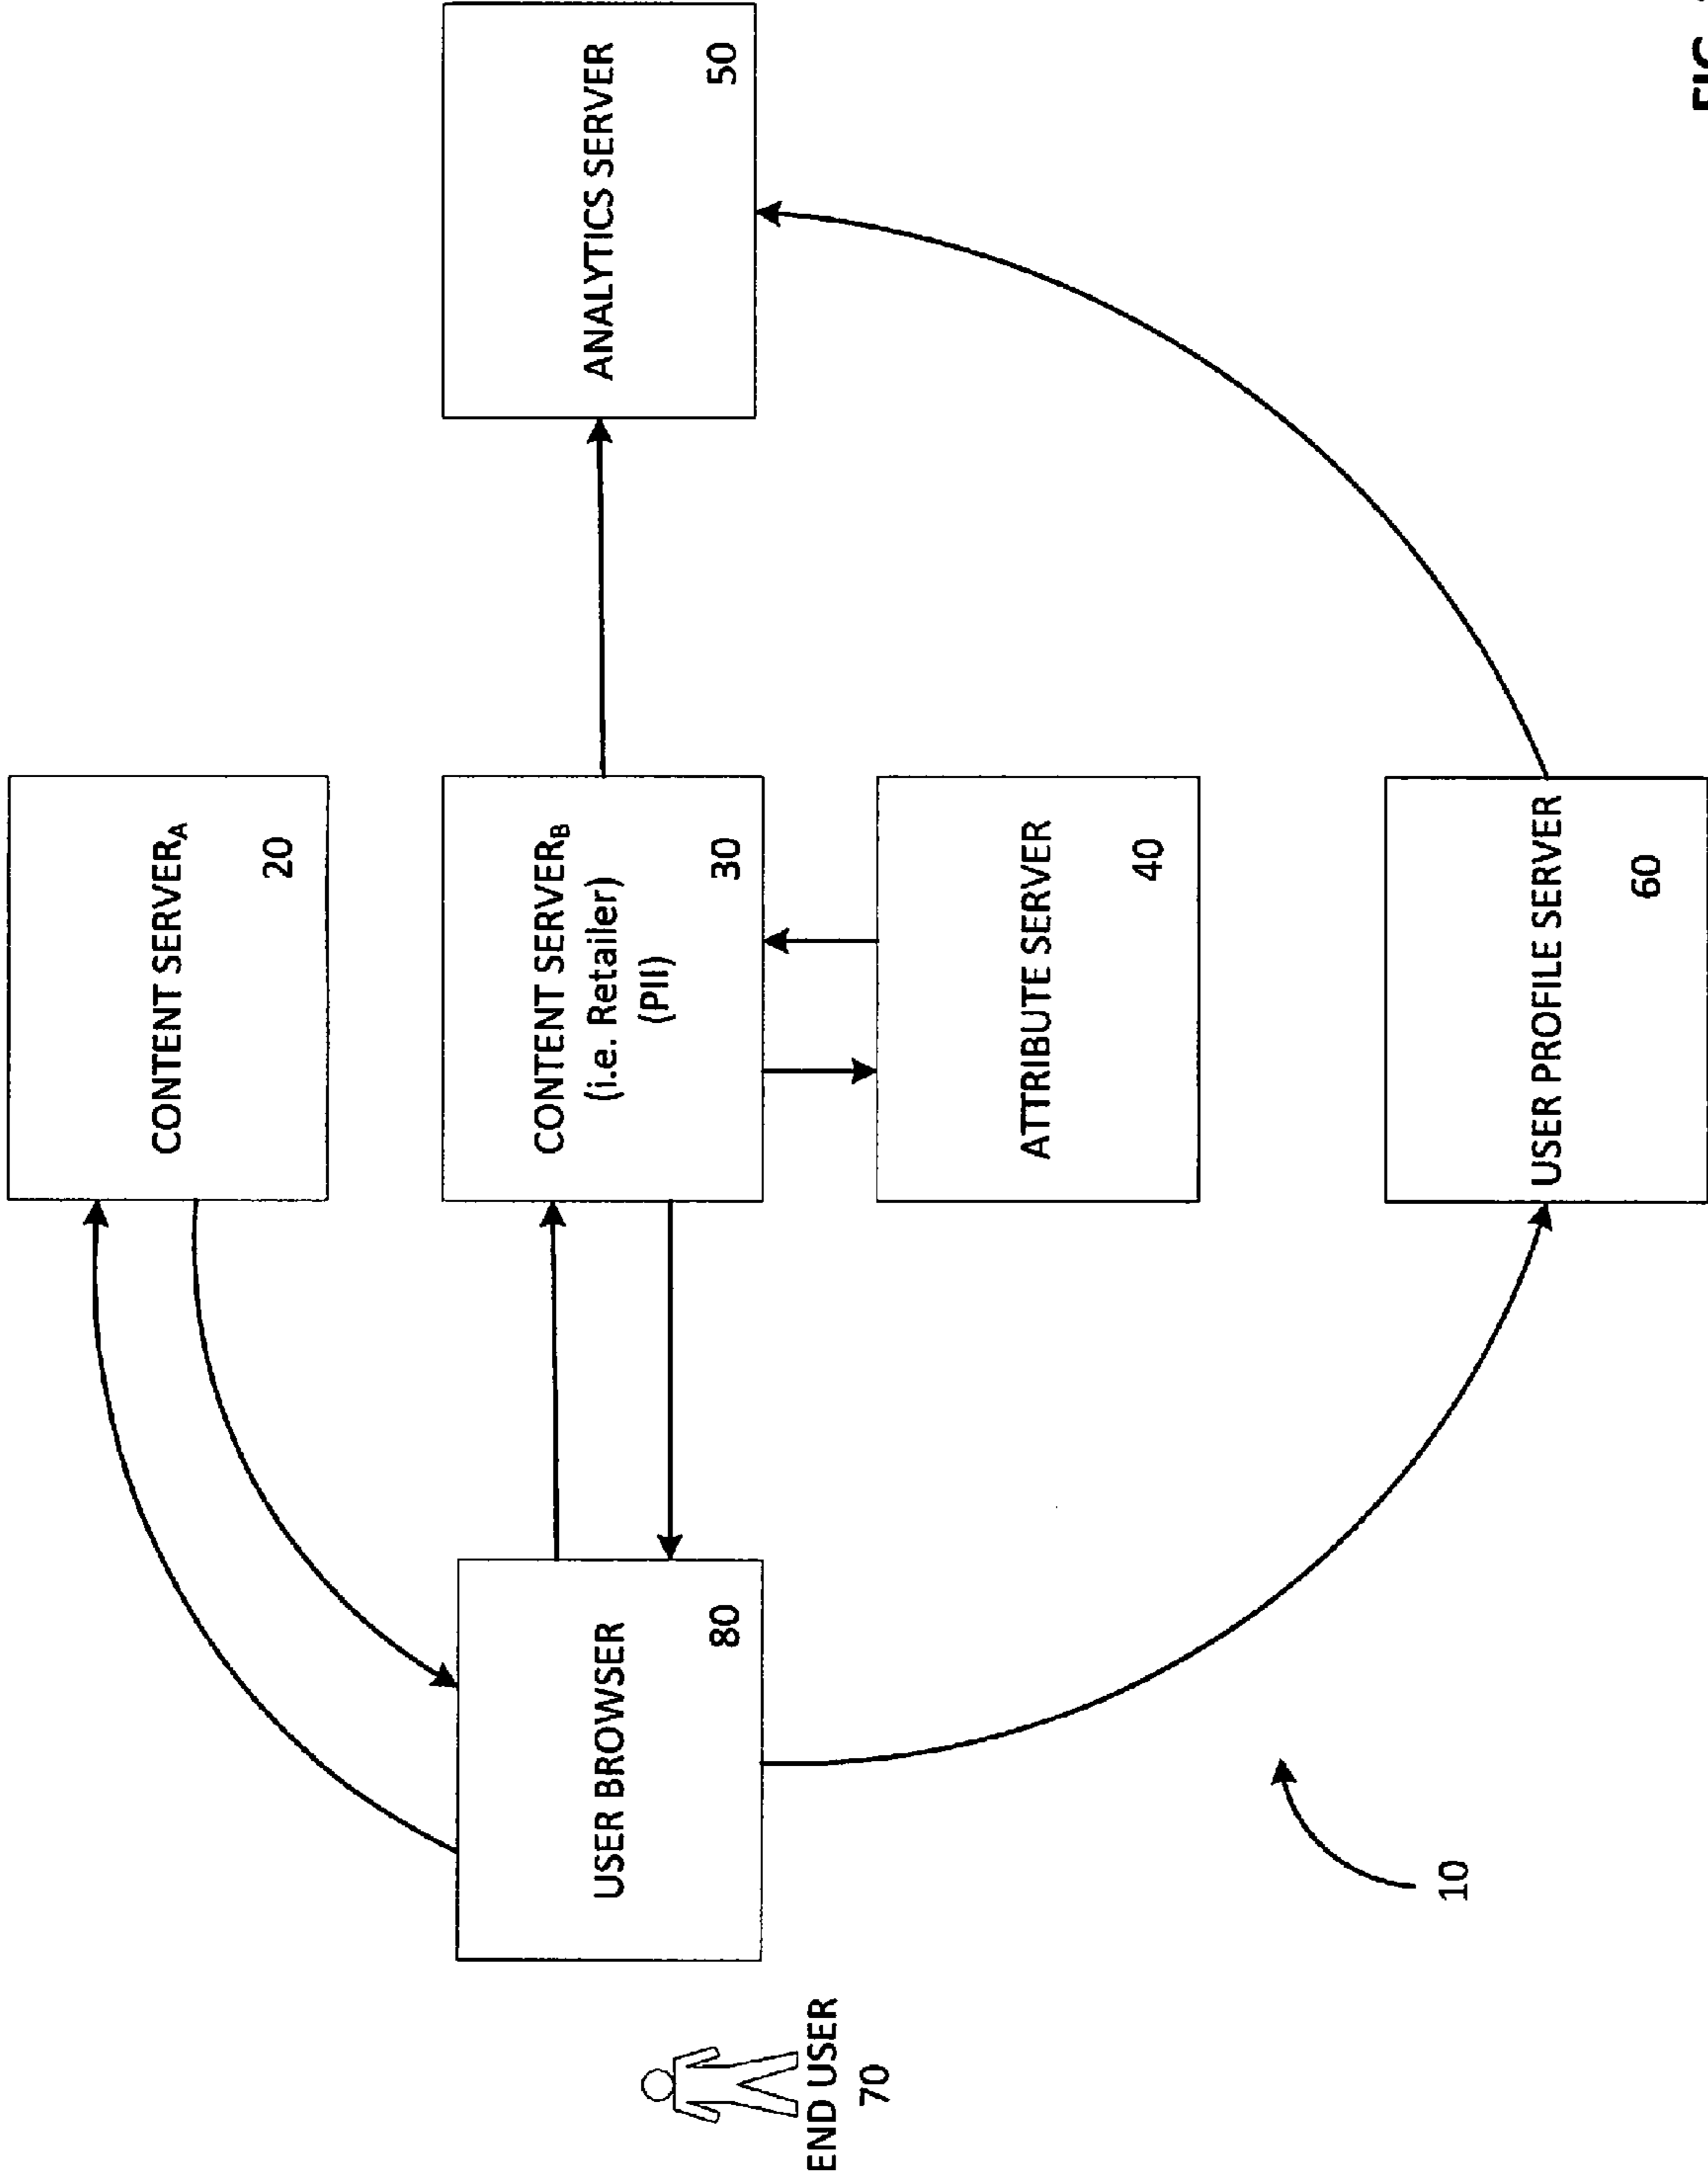 CONTENT SERVERA
20
CONTENT SERVERB
(i.e. Retailer)
(PII)
30
ATTRIBUTE SERVER
40
ANALYTICS SERVER
50
USER PROFILE SERVER
60
USER BROWSER
80
END USER
70
10
FIG